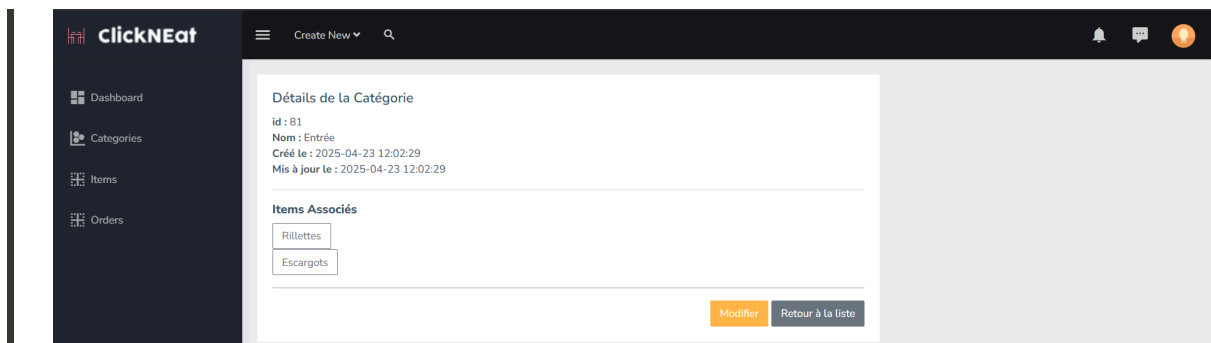 ClickNEat
Create New
Dashboard
Categories
Items
Orders
Détails de la Catégorie
id : 81
Nom : Entrée
Créé le : 2025-04-23 12:02:29
Mis à jour le : 2025-04-23 12:02:29
Items Associés
Rillettes
Escargots
Modifier Retour à la liste